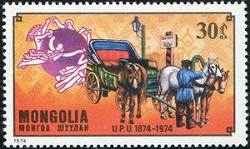 30₮
MONGOLIA
МОНГОЛ ШУУДАН
U.P.U. 1874-1974
1974